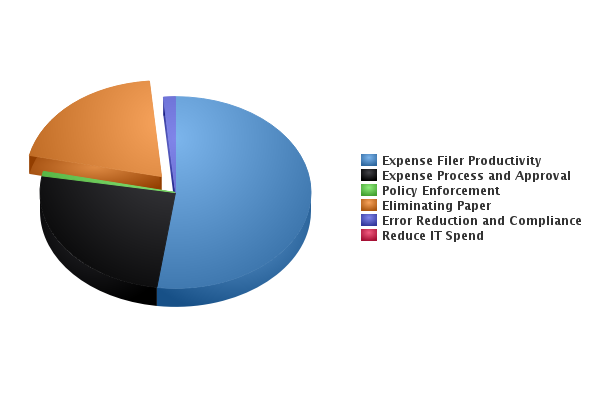 Expense Filer Productivity
Expense Process and Approval
Policy Enforcement
Eliminating Paper
Error Reduction and Compliance
Reduce IT Spend